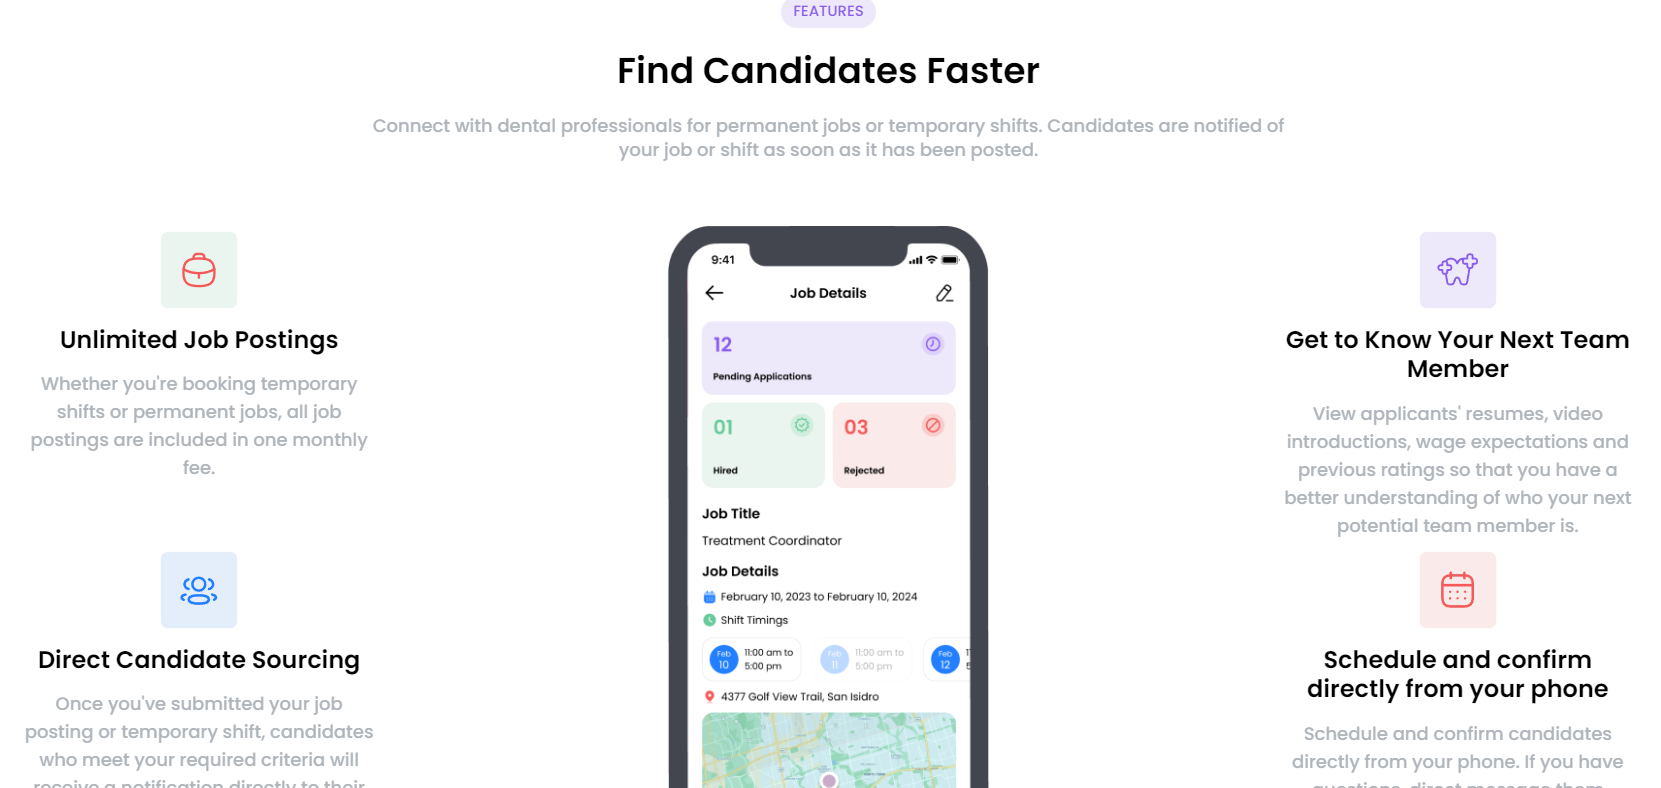 FEATURES
Find Candidates Faster
Connect with dental professionals for permanent jobs or temporary shifts. Candidates are notified of
your job or shift as soon as it has been posted.
Unlimited Job Postings
Whether you're booking temporary
shifts or permanent jobs, all job
postings are included in one monthly
fee.
Direct Candidate Sourcing
Once you've submitted your job
posting or temporary shift, candidates
who meet your required criteria will
receive a notification directly to their
9:41
Job Details
12
Pending Applications
01
Hired
03
Rejected
Job Title
Treatment Coordinator
Job Details
February 10, 2023 to February 10, 2024
Shift Timings
Feb
10
11:00 am to
5:00 pm
Feb
11
11:00 am to
5:00 pm
Feb
12
4377 Golf View Trail, San Isidro
Get to Know Your Next Team
Member
View applicants' resumes, video
introductions, wage expectations and
previous ratings so that you have a
better understanding of who your next
potential team member is.
Schedule and confirm
directly from your phone
Schedule and confirm candidates
directly from your phone. If you have
questions, direct message them